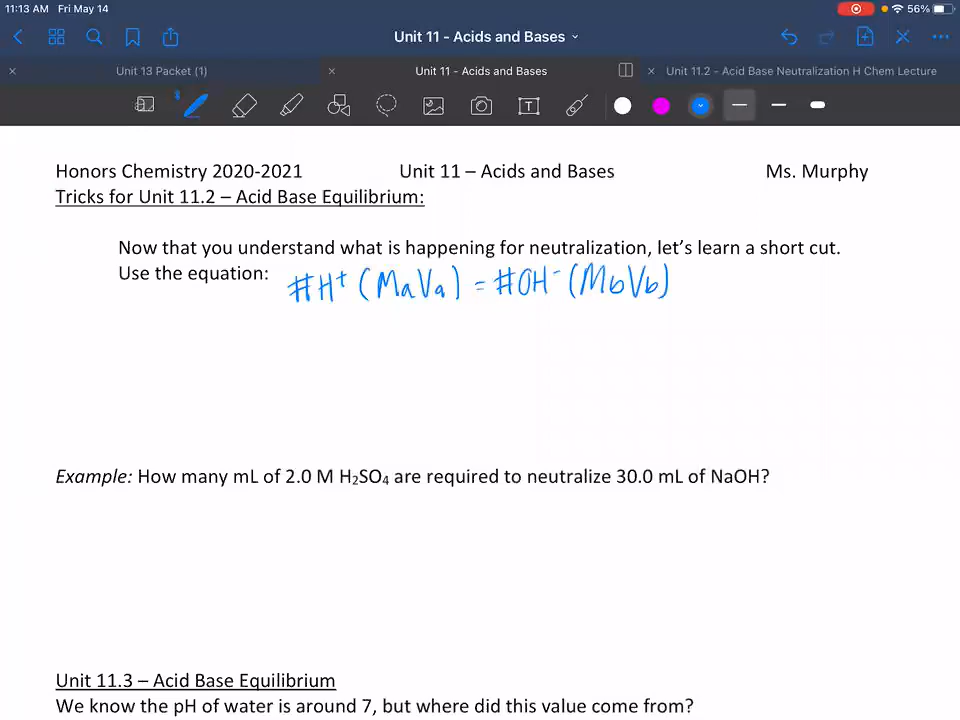 11:13 AM Fri May 14 56%
Unit 11 - Acids and Bases
Unit 13 Packet (1) Unit 11 - Acids and Bases Unit 11.2 - Acid Base Neutralization H Chem Lecture
T
Honors Chemistry 2020-2021 Unit 11 – Acids and Bases Ms. Murphy
Tricks for Unit 11.2 – Acid Base Equilibrium:
Now that you understand what is happening for neutralization, let's learn a short cut.
Use the equation: #H⁺ (MaVa) = #OH⁻ (MbVb)
Example: How many mL of 2.0 M H₂SO₄ are required to neutralize 30.0 mL of NaOH?
Unit 11.3 – Acid Base Equilibrium
We know the pH of water is around 7, but where did this value come from?